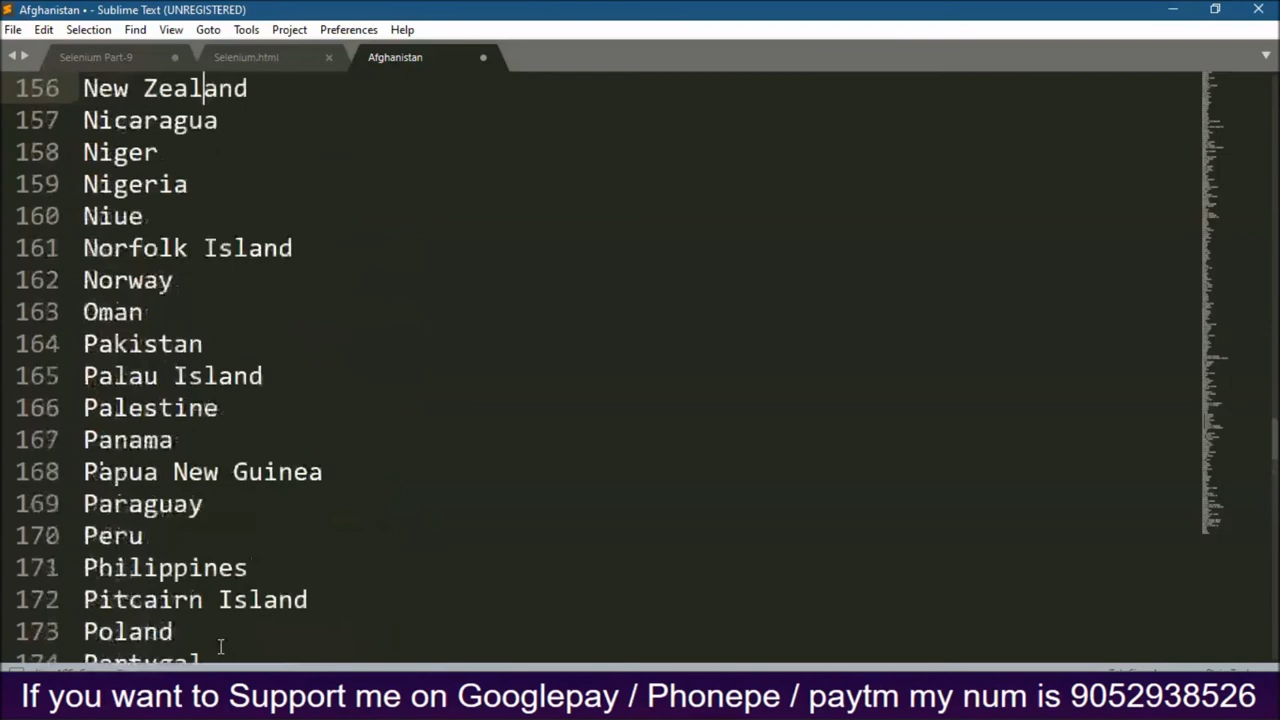 Afghanistan • - Sublime Text (UNREGISTERED)
File Edit Selection Find View Goto Tools Project Preferences Help
Selenium Part-9 Selenium.html Afghanistan
156 New Zealand
157 Nicaragua
158 Niger
159 Nigeria
160 Niue
161 Norfolk Island
162 Norway
163 Oman
164 Pakistan
165 Palau Island
166 Palestine
167 Panama
168 Papua New Guinea
169 Paraguay
170 Peru
171 Philippines
172 Pitcairn Island
173 Poland
174 Portugal
If you want to Support me on Googlepay / Phonepe / paytm my num is 9052938526